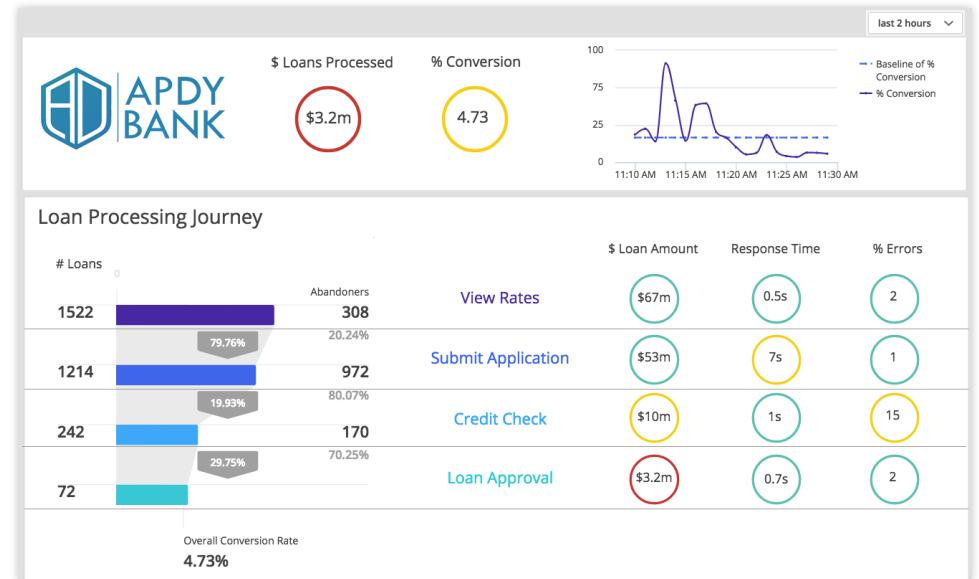 last 2 hours
APDY
BANK
$ Loans Processed
$3.2m
% Conversion
4.73
100
75
25
0
11:10 AM 11:15 AM 11:20 AM 11:25 AM 11:30 AM
Baseline of %
Conversion
% Conversion
Loan Processing Journey
# Loans
0
Abandoners
$ Loan Amount Response Time % Errors
1522 308 View Rates $67m 0.5s 2
79.76% 20.24%
1214 972 Submit Application $53m 7s 1
19.93% 80.07%
242 170 Credit Check $10m 1s 15
29.75% 70.25%
72 Loan Approval $3.2m 0.7s 2
Overall Conversion Rate
4.73%